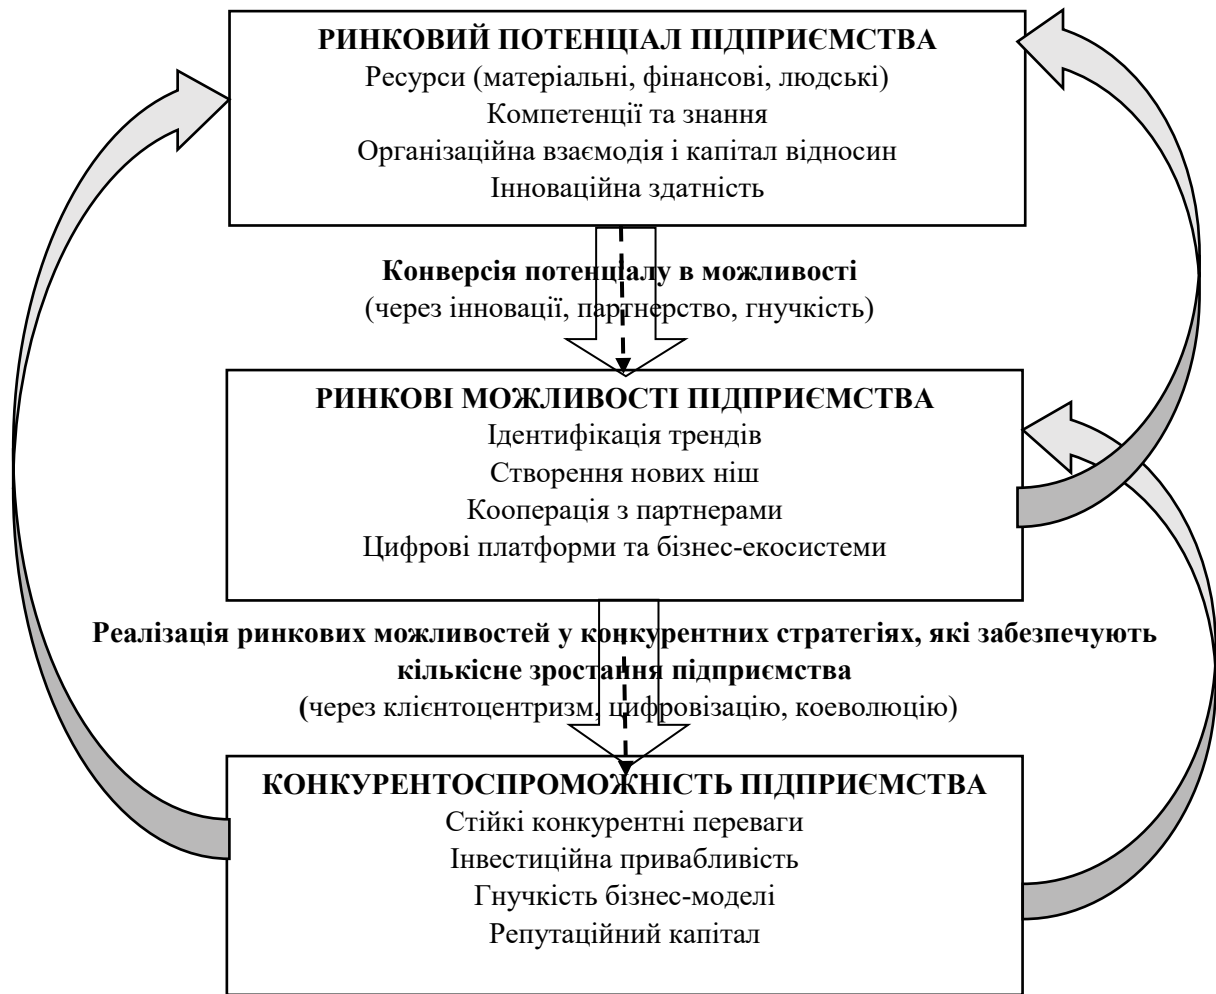 РИНКОВИЙ ПОТЕНЦІАЛ ПІДПРИЄМСТВА
Ресурси (матеріальні, фінансові, людські)
Компетенції та знання
Організаційна взаємодія і капітал відносин
Інноваційна здатність
Конверсія потенціалу в можливості
(через інновації, партнерство, гнучкість)
РИНКОВІ МОЖЛИВОСТІ ПІДПРИЄМСТВА
Ідентифікація трендів
Створення нових ніш
Кооперація з партнерами
Цифрові платформи та бізнес-екосистеми
Реалізація ринкових можливостей у конкурентних стратегіях, які забезпечують
кількісне зростання підприємства
(через клієнтоцентризм, цифровізацію, коеволюцію)
КОНКУРЕНТОСПРОМОЖНІСТЬ ПІДПРИЄМСТВА
Стійкі конкурентні переваги
Інвестиційна привабливість
Гнучкість бізнес-моделі
Репутаційний капітал